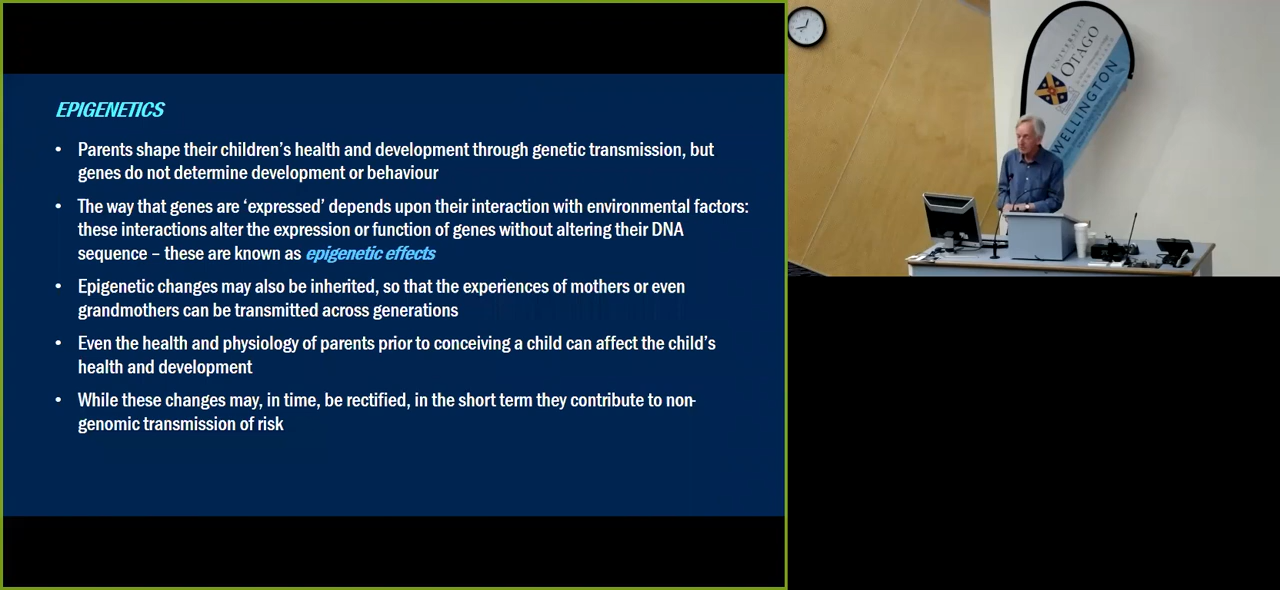 EPIGENETICS
• Parents shape their children’s health and development through genetic transmission, but
genes do not determine development or behaviour
• The way that genes are ‘expressed’ depends upon their interaction with environmental factors:
these interactions alter the expression or function of genes without altering their DNA
sequence – these are known as epigenetic effects
• Epigenetic changes may also be inherited, so that the experiences of mothers or even
grandmothers can be transmitted across generations
• Even the health and physiology of parents prior to conceiving a child can affect the child’s
health and development
• While these changes may, in time, be rectified, in the short term they contribute to non-
genomic transmission of risk
UNIVERSITY
OTAGO
WELLINGTON